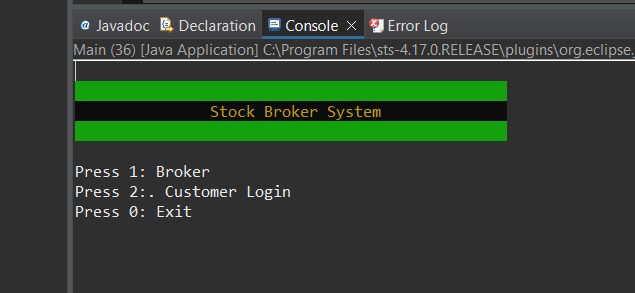 Javadoc Declaration Console Error Log
Main (36) [Java Application] C:\Program Files\sts-4.17.0.RELEASE\plugins\org.eclipse.
Stock Broker System
Press 1: Broker
Press 2:. Customer Login
Press 0: Exit